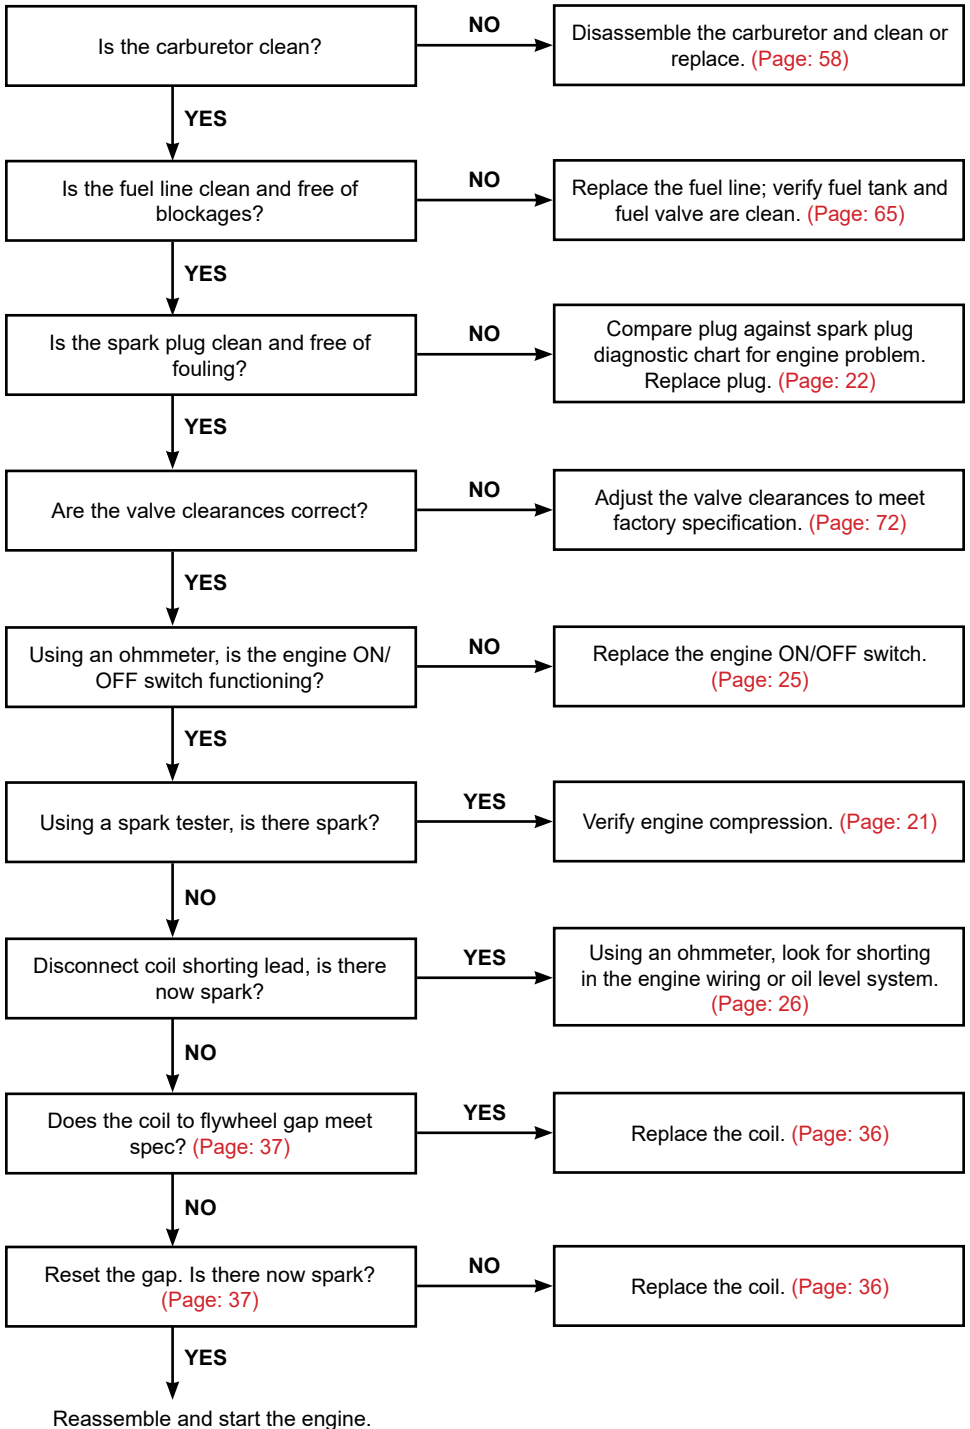 Is the carburetor clean?
NO
Disassemble the carburetor and clean or
replace. (Page: 58)
YES
Is the fuel line clean and free of
blockages?
NO
Replace the fuel line; verify fuel tank and
fuel valve are clean. (Page: 65)
YES
Is the spark plug clean and free of
fouling?
NO
Compare plug against spark plug
diagnostic chart for engine problem.
Replace plug. (Page: 22)
YES
Are the valve clearances correct?
NO
Adjust the valve clearances to meet
factory specification. (Page: 72)
YES
Using an ohmmeter, is the engine ON/
OFF switch functioning?
NO
Replace the engine ON/OFF switch.
(Page: 25)
YES
Using a spark tester, is there spark?
YES
Verify engine compression. (Page: 21)
NO
Disconnect coil shorting lead, is there
now spark?
YES
Using an ohmmeter, look for shorting
in the engine wiring or oil level system.
(Page: 26)
NO
Does the coil to flywheel gap meet
spec? (Page: 37)
YES
Replace the coil. (Page: 36)
NO
Reset the gap. Is there now spark?
(Page: 37)
NO
Replace the coil. (Page: 36)
YES
Reassemble and start the engine.